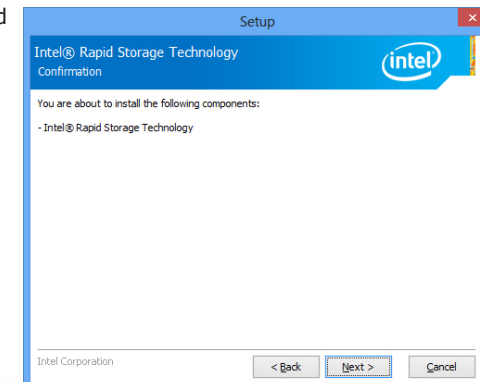 d
Setup
Intel® Rapid Storage Technology
Confirmation
intel
You are about to install the following components:
- Intel® Rapid Storage Technology
Intel Corporation
< Back
Next >
Cancel